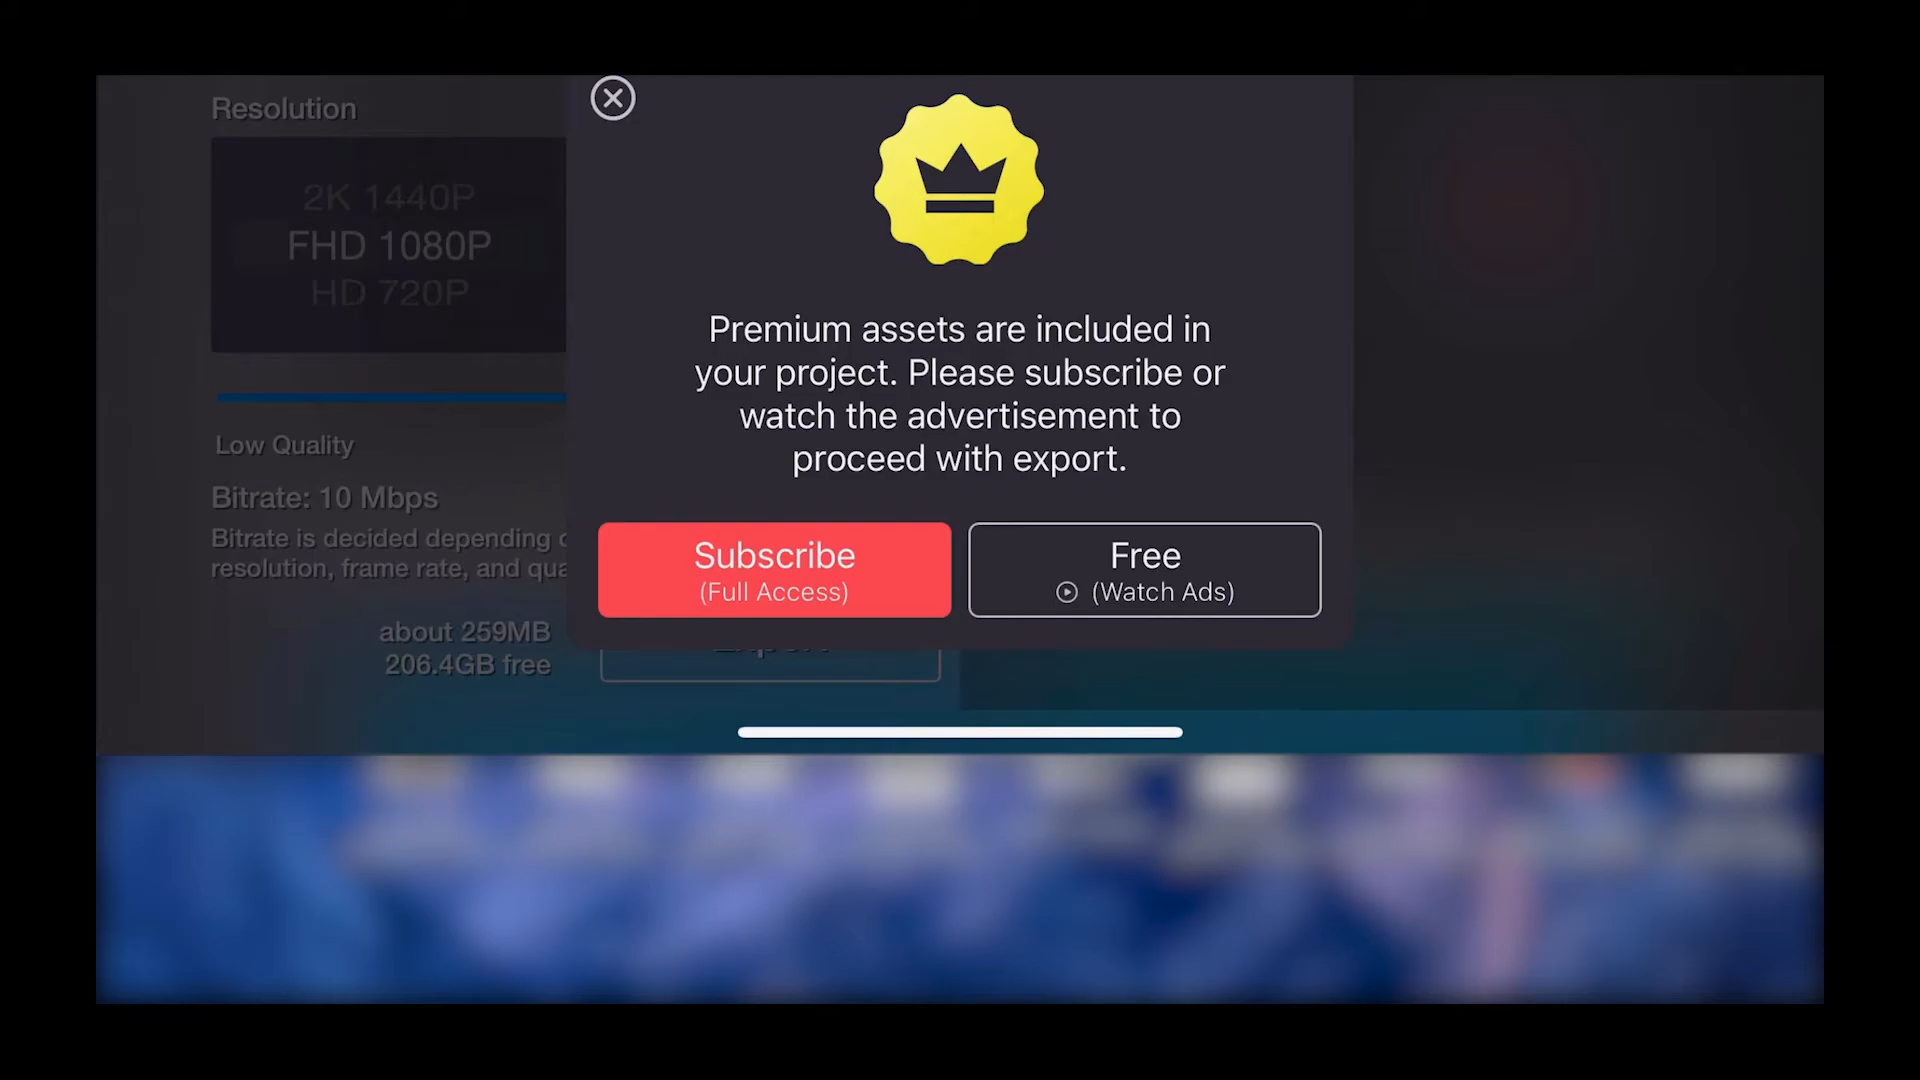 Resolution
2K 1440P
FHD 1080P
HD 720P
Low Quality
Bitrate: 10 Mbps
Bitrate is decided depending
resolution, frame rate, and
about 259MB
206.4GB free
Premium assets are included in
your project. Please subscribe or
watch the advertisement to
proceed with export.
Subscribe
(Full Access)
Free
(Watch Ads)
Export